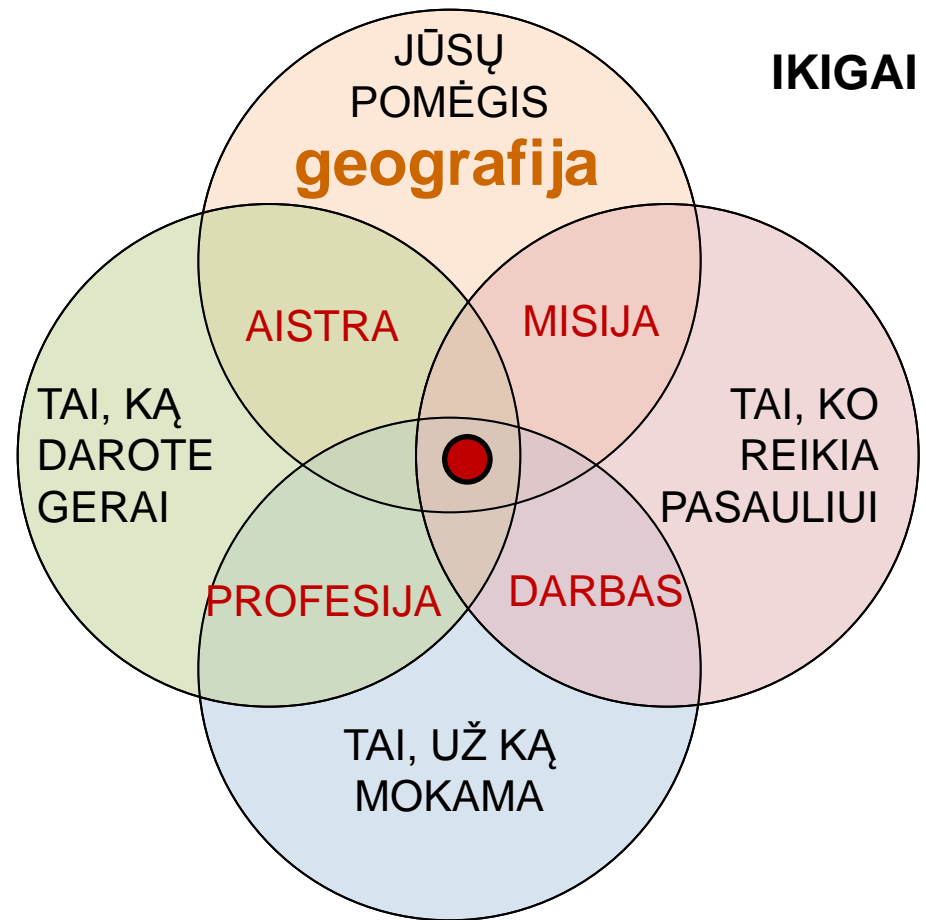 JŪSŲ
POMĖGIS
geografija
IKIGAI
AISTRA
MISIJA
TAI, KĄ
DAROTE
GERAI
TAI, KO
REIKIA
PASAULIUI
PROFESIJA
DARBAS
TAI, UŽ KĄ
MOKAMA